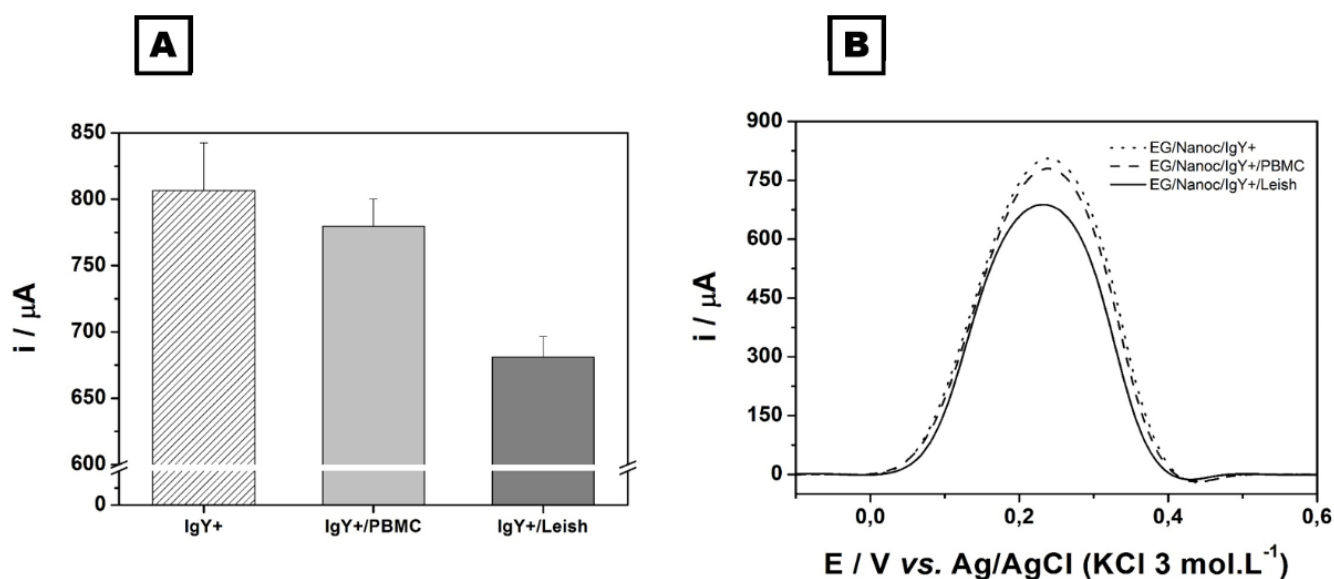 A
850
800
750
700
650
600
0
i / μA
IgY+
IgY+/PBMC
IgY+/Leish
B
900
750
600
450
300
150
0
i / μA
EG/Nanoc/IgY+
EG/Nanoc/IgY+/PBMC
EG/Nanoc/IgY+/Leish
0,0
0,2
0,4
0,6
E / V vs. Ag/AgCl (KCl 3 mol.L⁻¹)